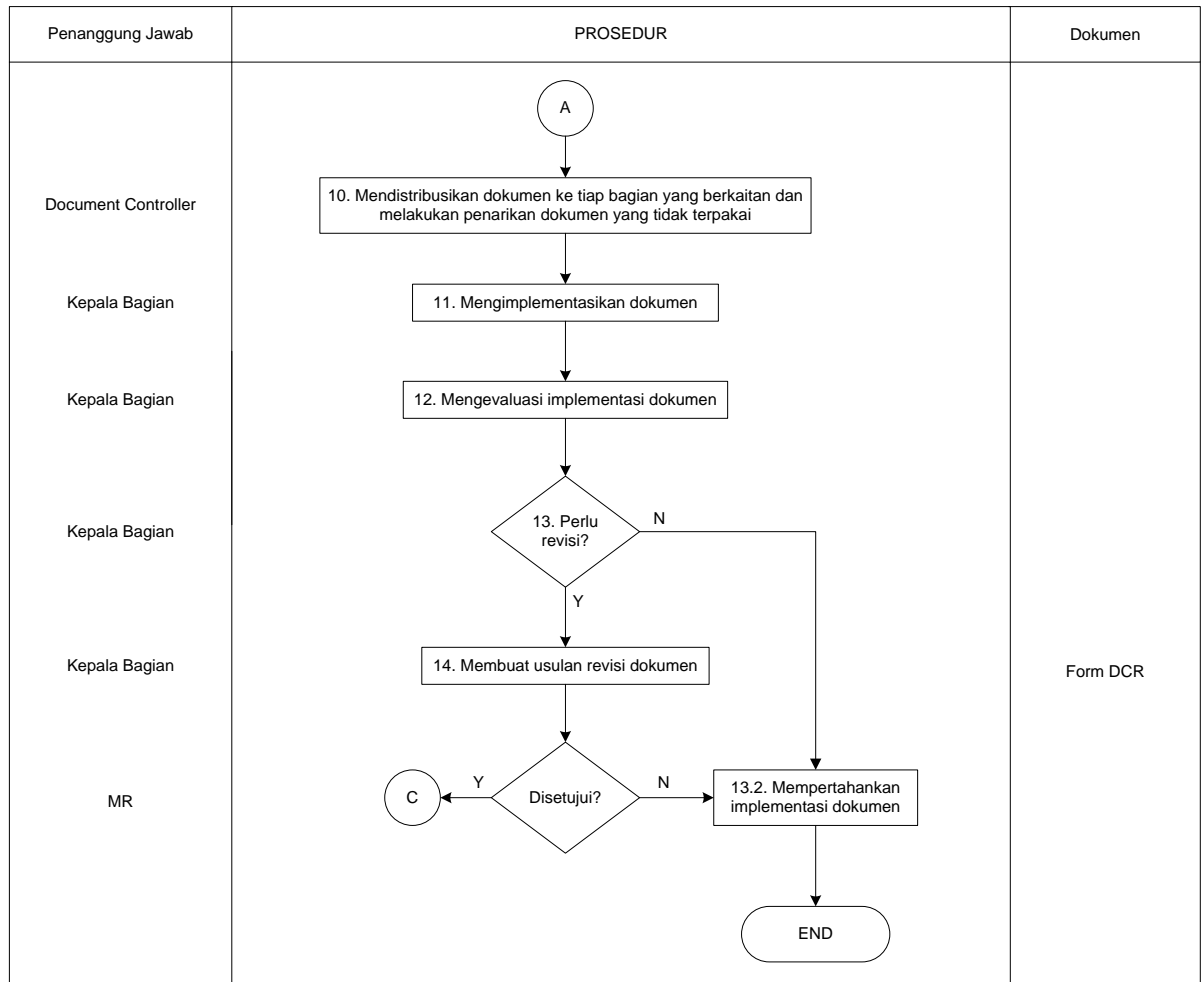 Penanggung Jawab
PROSEDUR
Dokumen
A
Document Controller
10. Mendistribusikan dokumen ke tiap bagian yang berkaitan dan
melakukan penarikan dokumen yang tidak terpakai
Kepala Bagian
11. Mengimplementasikan dokumen
Kepala Bagian
12. Mengevaluasi implementasi dokumen
Kepala Bagian
13. Perlu
revisi?
N
Y
Kepala Bagian
14. Membuat usulan revisi dokumen
Form DCR
MR
C
Y
Disetujui?
N
13.2. Mempertahankan
implementasi dokumen
END